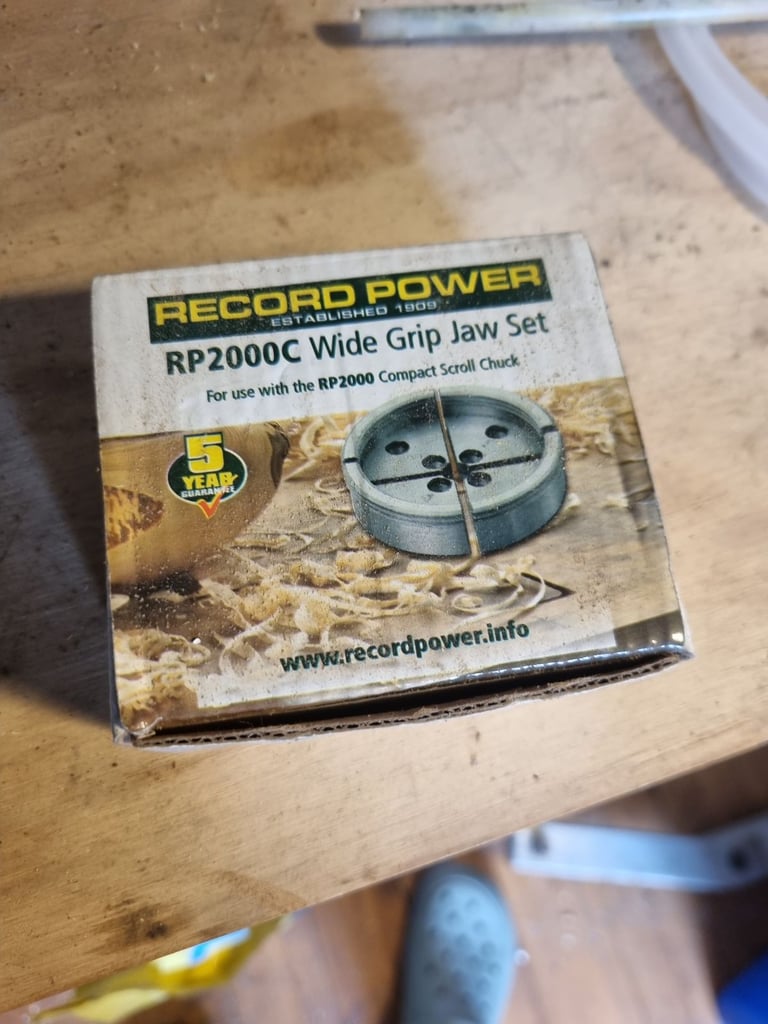 RECORD POWER
ESTABLISHED 1909
RP2000C Wide Grip Jaw Set
For use with the RP2000 Compact Scroll Chuck
5
YEAR
GUARANTEE
www.recordpower.info